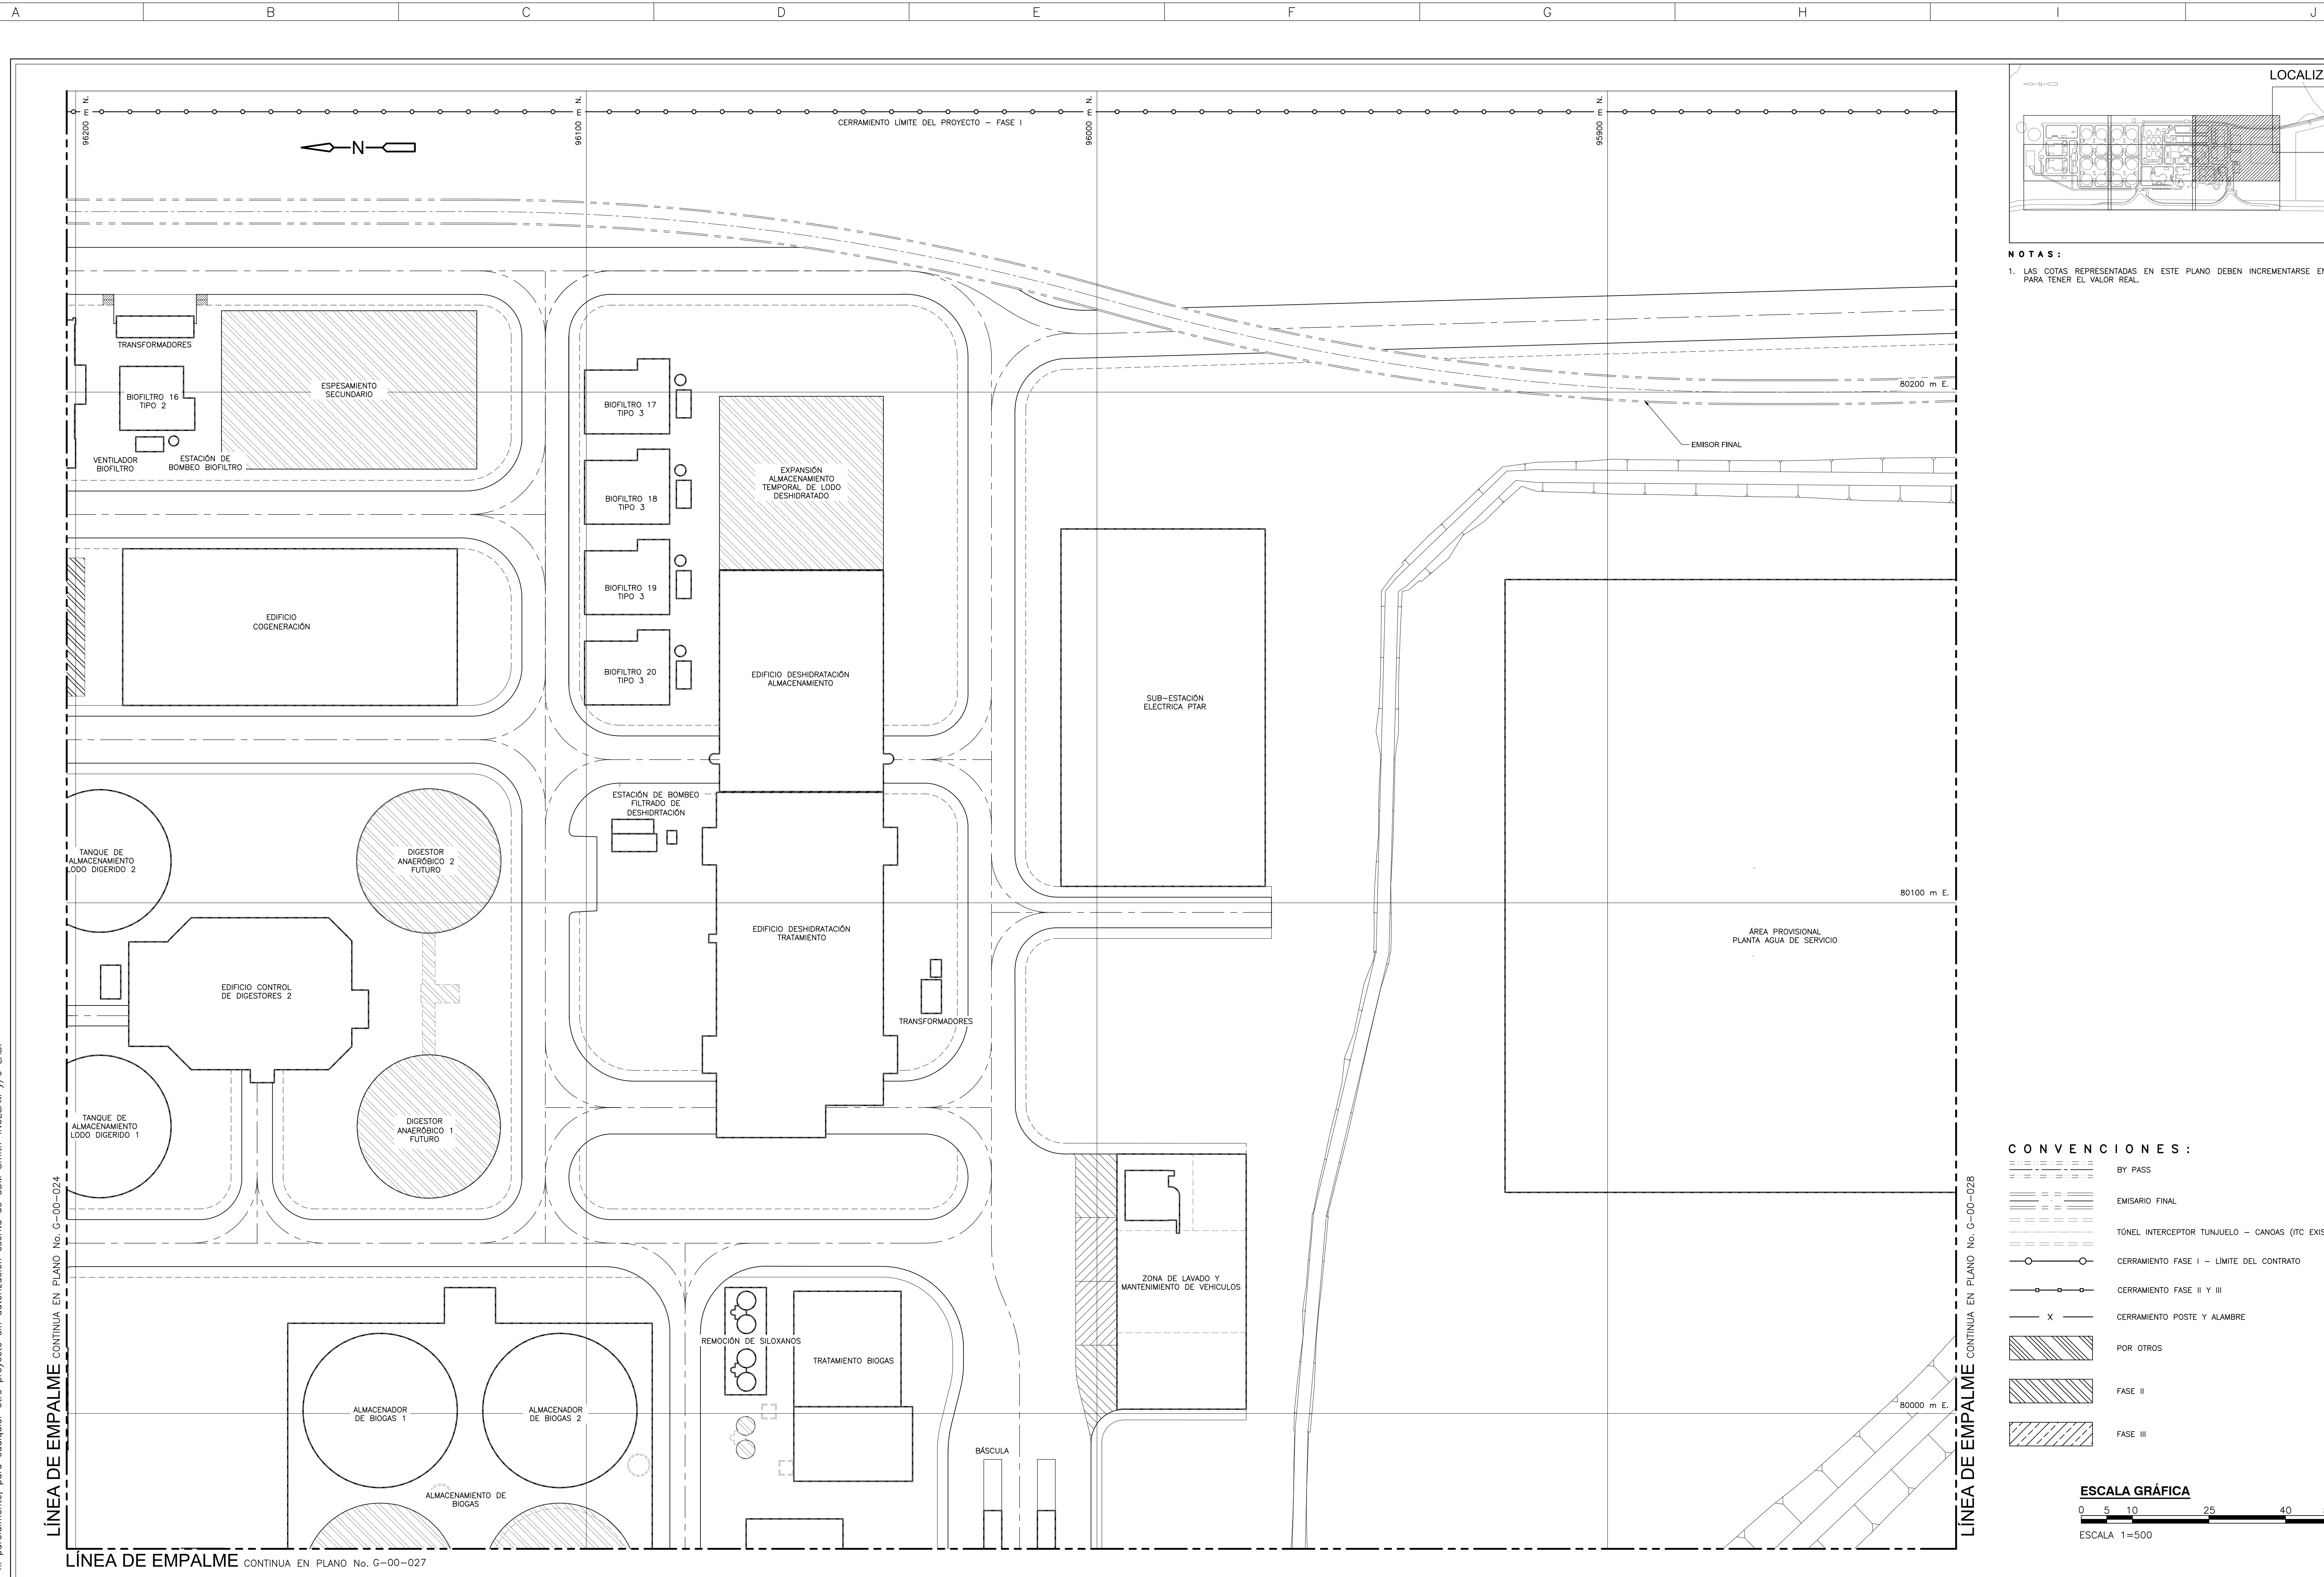 A
B
C
D
E
F
G
H
I
J
96200 m N.
96100 m N.
96000 m N.
95900 m N.
CERRAMIENTO LÍMITE DEL PROYECTO – FASE I
N
TRANSFORMADORES
BIOFILTRO 16
TIPO 2
ESPESAMIENTO
SECUNDARIO
VENTILADOR
BIOFILTRO
ESTACIÓN DE
BOMBEO BIOFILTRO
BIOFILTRO 17
TIPO 3
BIOFILTRO 18
TIPO 3
BIOFILTRO 19
TIPO 3
BIOFILTRO 20
TIPO 3
EXPANSIÓN
ALMACENAMIENTO
TEMPORAL DE LODO
DESHIDRATADO
80200 m E.
EMISOR FINAL
EDIFICIO
COGENERACIÓN
EDIFICIO DESHIDRATACIÓN
ALMACENAMIENTO
SUB–ESTACIÓN
ELECTRICA PTAR
ESTACIÓN DE BOMBEO
FILTRADO DE
DESHIDRTACIÓN
TANQUE DE
ALMACENAMIENTO
LODO DIGERIDO 2
DIGESTOR
ANAERÓBICO 2
FUTURO
80100 m E.
EDIFICIO DESHIDRATACIÓN
TRATAMIENTO
ÁREA PROVISIONAL
PLANTA AGUA DE SERVICIO
EDIFICIO CONTROL
DE DIGESTORES 2
TRANSFORMADORES
TANQUE DE
ALMACENAMIENTO
LODO DIGERIDO 1
DIGESTOR
ANAERÓBICO 1
FUTURO
ZONA DE LAVADO Y
MANTENIMIENTO DE VEHICULOS
REMOCIÓN DE SILOXANOS
TRATAMIENTO BIOGAS
ALMACENADOR
DE BIOGAS 1
ALMACENADOR
DE BIOGAS 2
80000 m E.
BÁSCULA
ALMACENAMIENTO DE
BIOGAS
LÍNEA DE EMPALME CONTINUA EN PLANO No. G–00–024
LÍNEA DE EMPALME CONTINUA EN PLANO No. G–00–027
LÍNEA DE EMPALME CONTINUA EN PLANO No. G–00–028
LOCALIZ
N
NOTAS:
1. LAS COTAS REPRESENTADAS EN ESTE PLANO DEBEN INCREMENTARSE EN
PARA TENER EL VALOR REAL.
CONVENCIONES:
BY PASS
EMISARIO FINAL
TÚNEL INTERCEPTOR TUNJUELO – CANOAS (ITC EXIS
CERRAMIENTO FASE I – LÍMITE DEL CONTRATO
CERRAMIENTO FASE II Y III
X CERRAMIENTO POSTE Y ALAMBRE
POR OTROS
FASE II
FASE III
ESCALA GRÁFICA
0 5 10 25 40
ESCALA 1=500